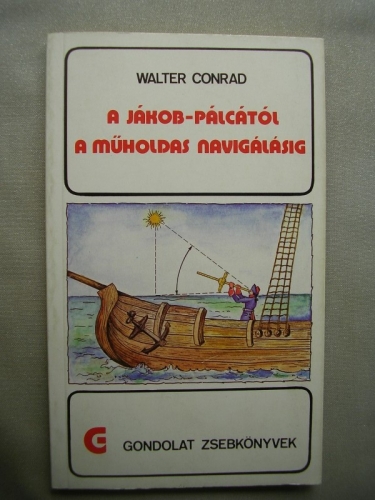 WALTER CONRAD
A JÁKOB-PÁLCÁTÓL
A MŰHOLDAS NAVIGÁLÁSIG
G GONDOLAT ZSEBKÖNYVEK